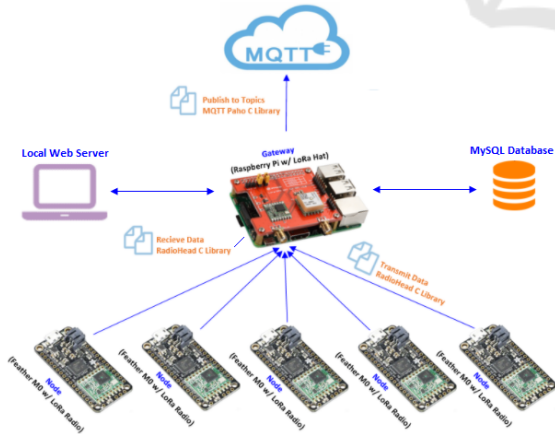 MQTT
Publish to Topics
MQTT Paho C Library
Local Web Server
Gateway
(Raspberry Pi w/ LoRa Hat)
MySQL Database
Recieve Data
RadioHead C Library
Transmit Data
RadioHead C Library
Node
(Feather M0 w/ LoRa Radio)
Node
(Feather M0 w/ LoRa Radio)
Node
(Feather M0 w/ LoRa Radio)
Node
(Feather M0 w/ LoRa Radio)
Node
(Feather M0 w/ LoRa Radio)